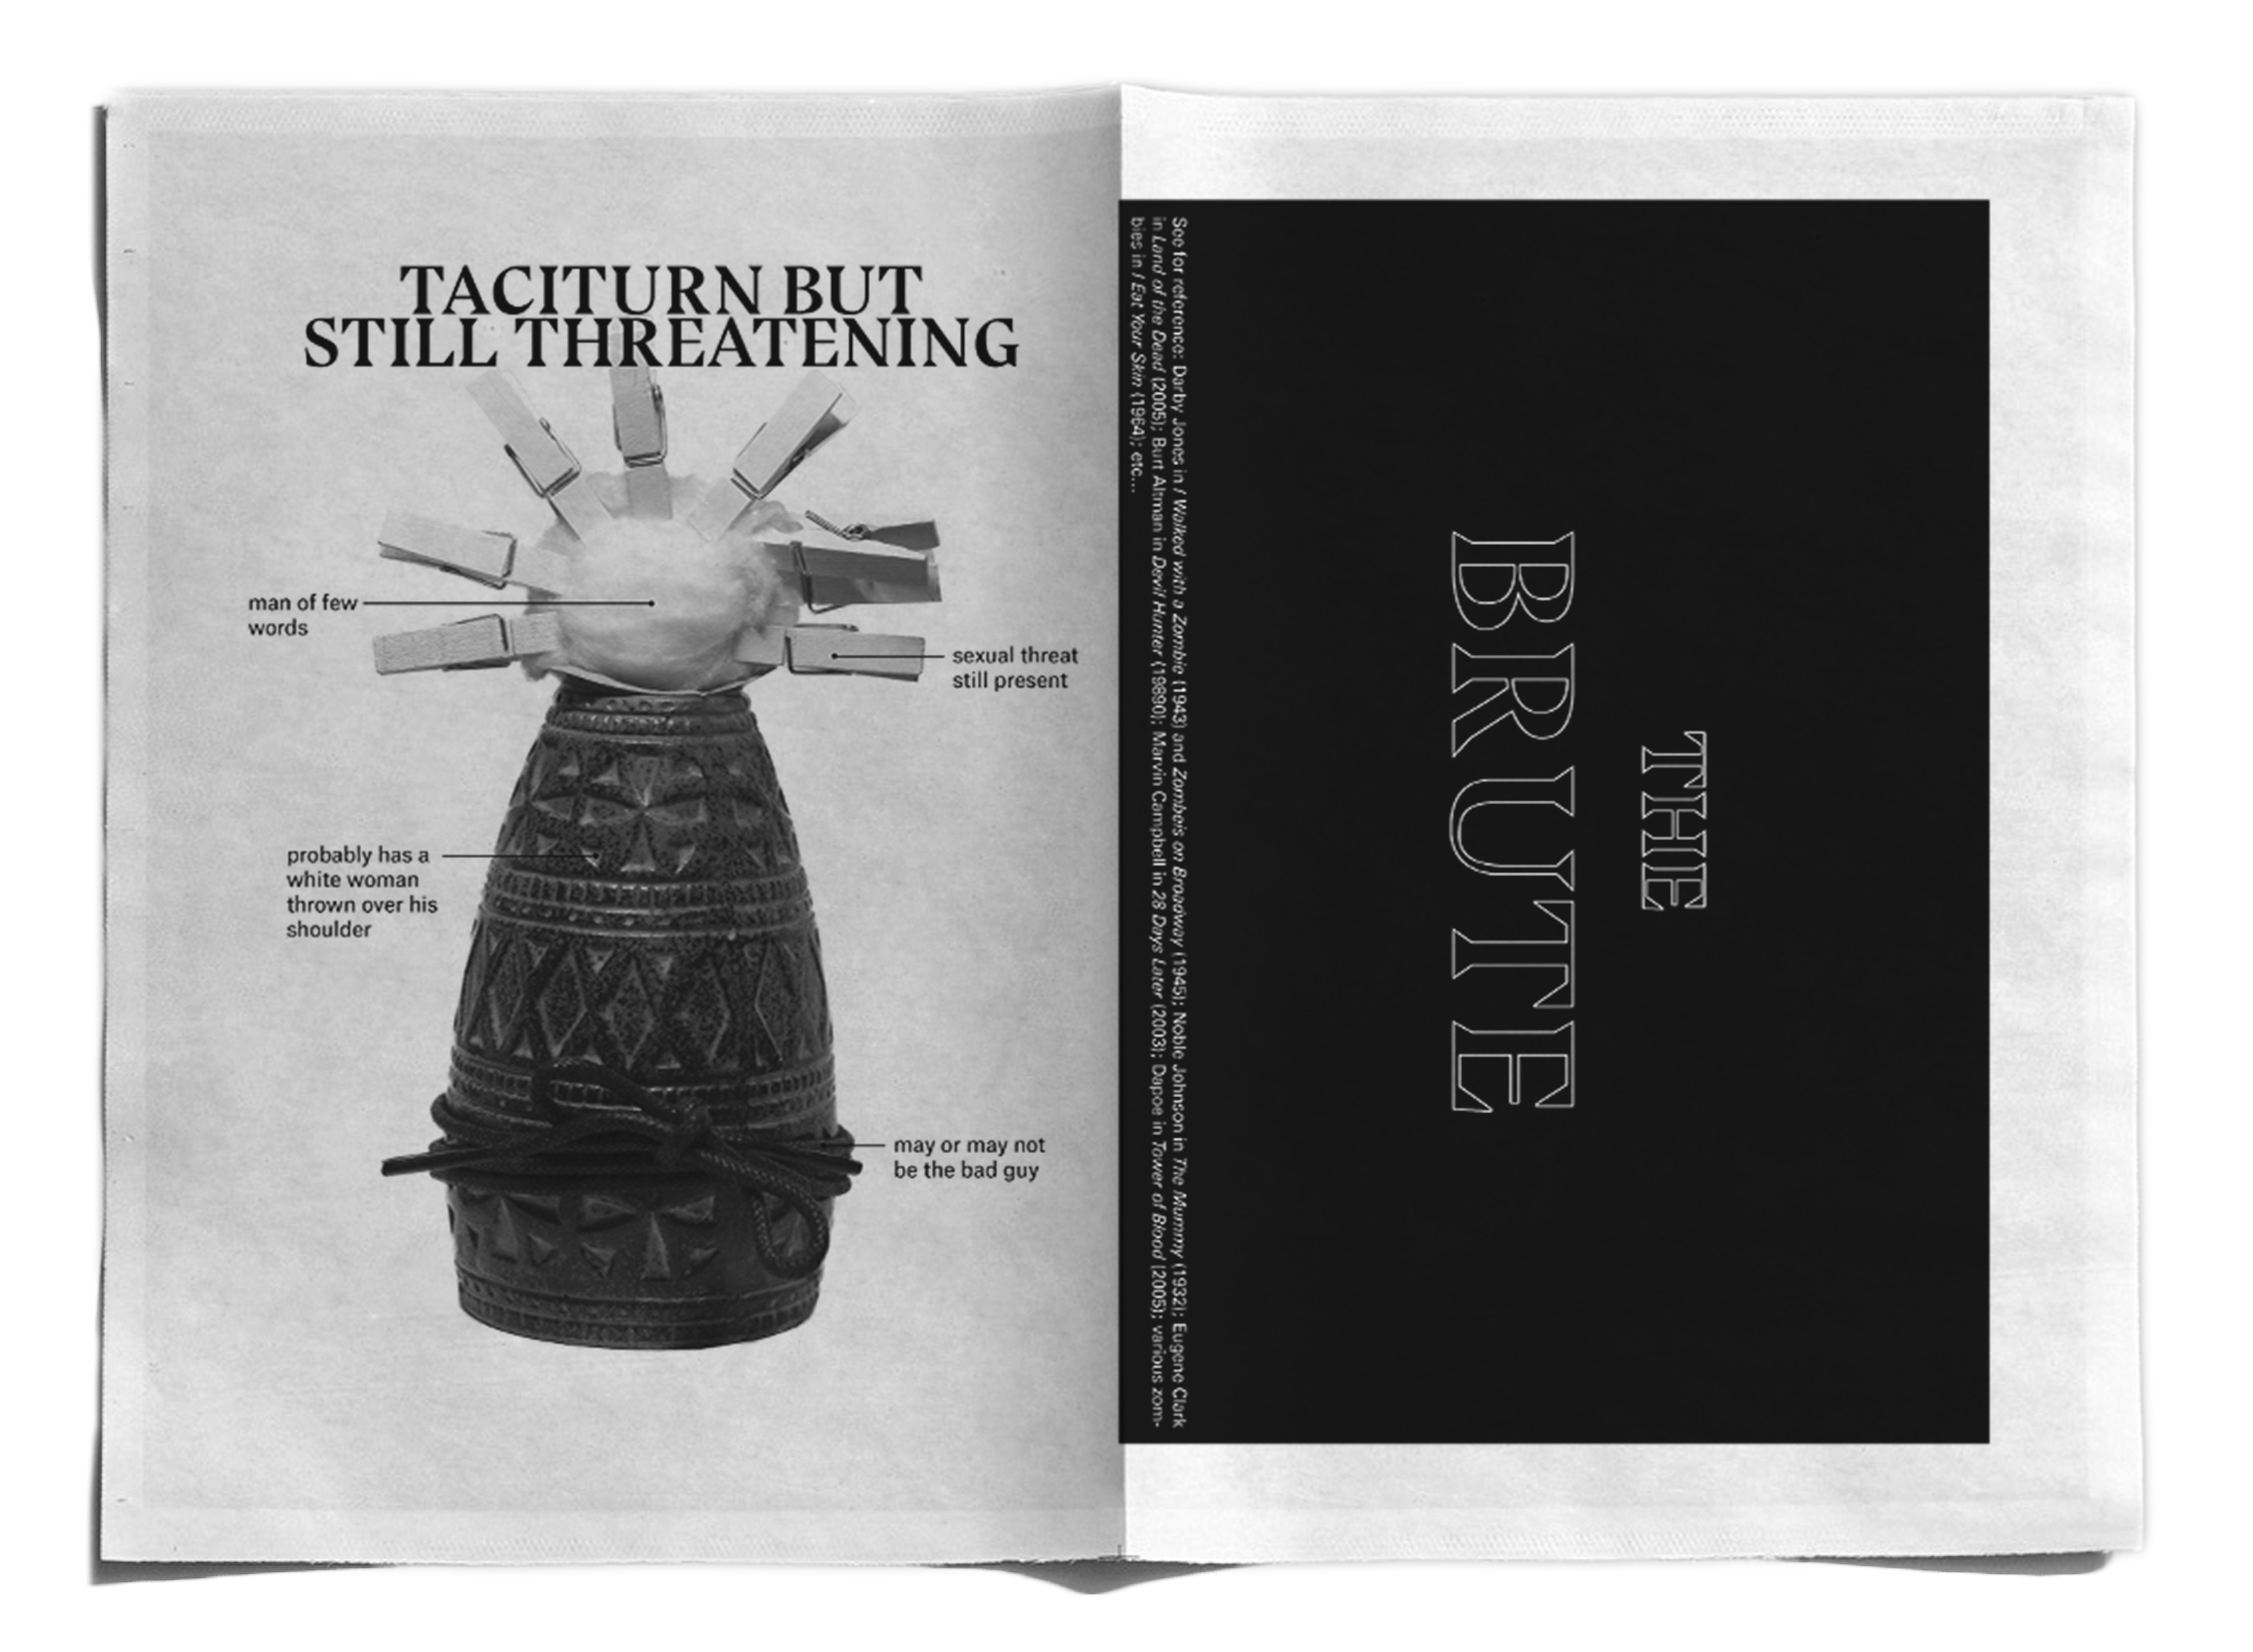 TACITURN BUT
STILL THREATENING
man of few
words
sexual threat
still present
probably has a
white woman
thrown over his
shoulder
may or may not
be the bad guy
THE
BRUTE
See for reference: Darby Jones in I Walked with a Zombie (1943) and Zombeis on Broadway (1945); Noble Johnson in The Mummy (1932); Eugene Clark
in Land of the Dead (2005); Burt Altman in Devil Hunter (19890); Marvin Campbell in 28 Days Later (2003); Dapoe in Tower of Blood (2005); various zom-
bies in I Eat Your Skin (1964); etc...